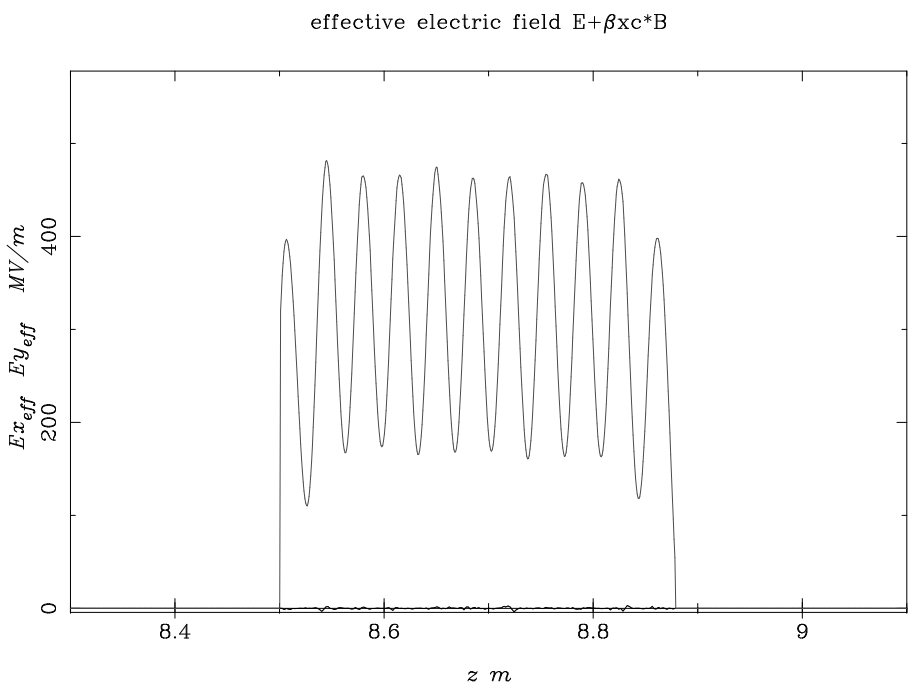 effective electric field E+βxc*B
Ex_eff Ey_eff MV/m
400
200
0
8.4 8.6 8.8 9
z m